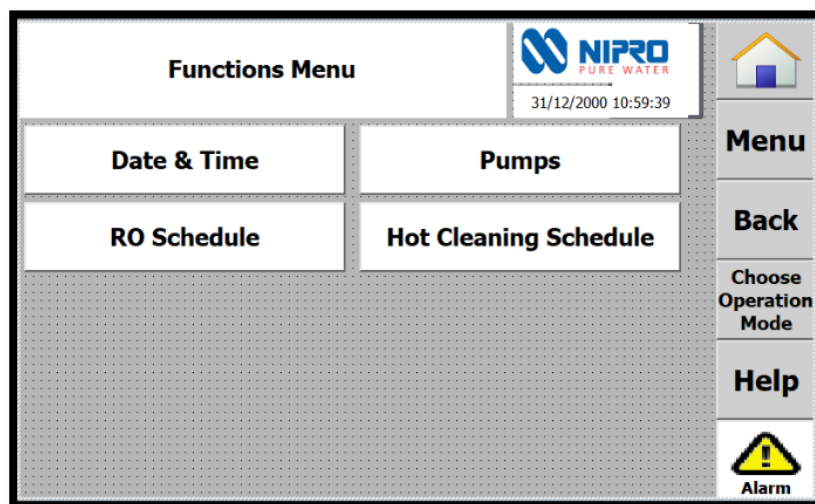 Functions Menu
NIPRO
PURE WATER
31/12/2000 10:59:39
Date & Time
Pumps
RO Schedule
Hot Cleaning Schedule
Menu
Back
Choose
Operation
Mode
Help
Alarm